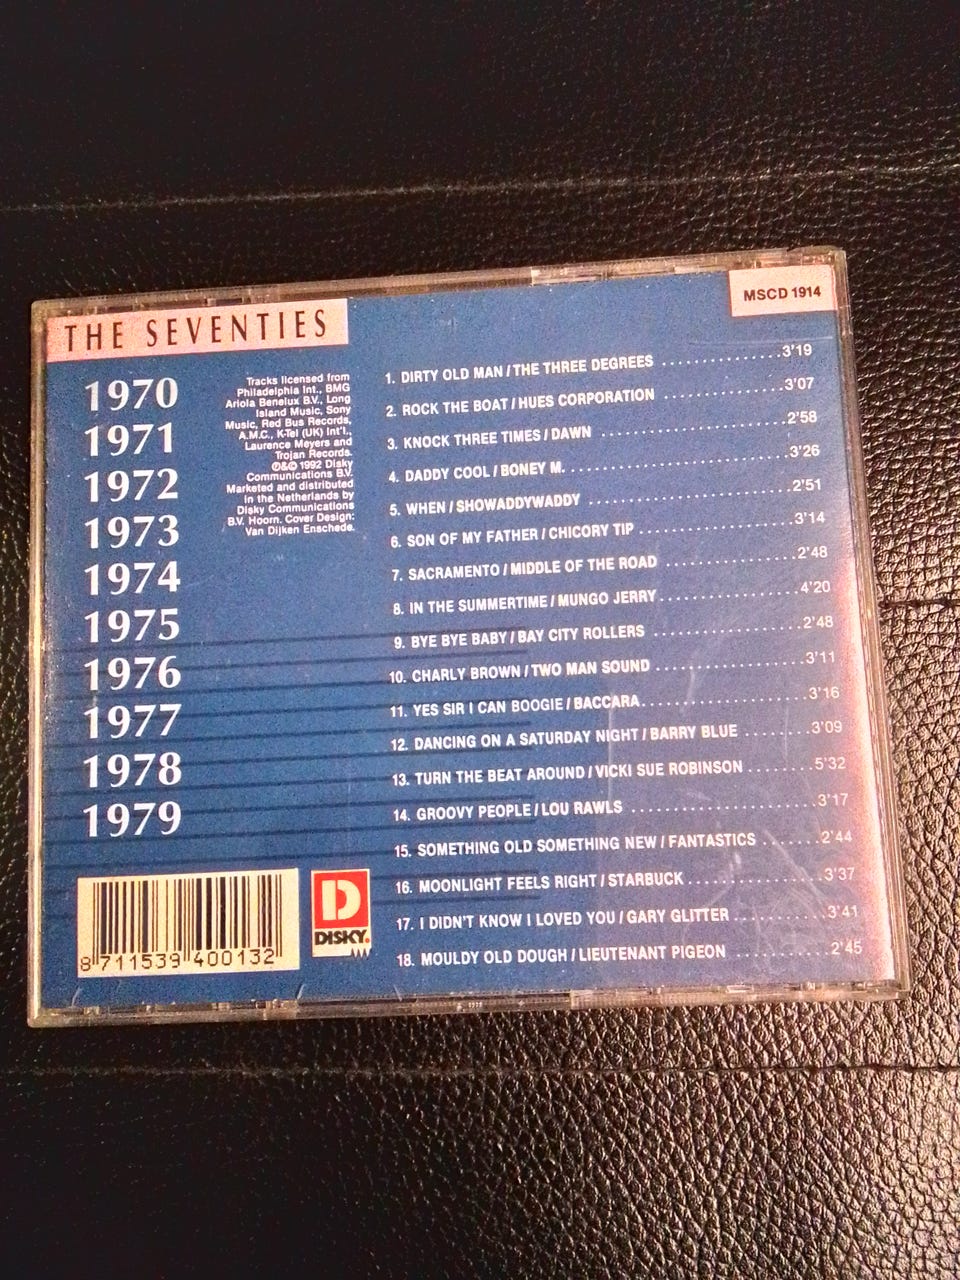 THE SEVENTIES
MSCD 1914
1970
1971
1972
1973
1974
1975
1976
1977
1978
1979
Tracks licensed from
Philadelphia Int., BMG
Ariola Benelux B.V., Long
Island Music, Sony
Music, Red Bus Records,
A.M.C., K-Tel (UK) Int'l.,
Laurence Meyers and
Trojan Records.
℗&© 1992 Disky
Communications B.V.
Marketed and distributed
in the Netherlands by
Disky Communications
B.V. Hoorn. Cover Design:
Van Dijken Enschede.
1. DIRTY OLD MAN / THE THREE DEGREES ...............3'19
2. ROCK THE BOAT / HUES CORPORATION ...............3'07
3. KNOCK THREE TIMES / DAWN ........................2'58
4. DADDY COOL / BONEY M. ............................3'26
5. WHEN / SHOWADDYWADDY ..........................2'51
6. SON OF MY FATHER / CHICORY TIP ....................3'14
7. SACRAMENTO / MIDDLE OF THE ROAD .................2'48
8. IN THE SUMMERTIME / MUNGO JERRY..................4'20
9. BYE BYE BABY / BAY CITY ROLLERS ....................2'48
10. CHARLY BROWN / TWO MAN SOUND ...................3'11
11. YES SIR I CAN BOOGIE / BACCARA.....................3'16
12. DANCING ON A SATURDAY NIGHT / BARRY BLUE ........3'09
13. TURN THE BEAT AROUND / VICKI SUE ROBINSON ........5'32
14. GROOVY PEOPLE / LOU RAWLS ........................3'17
15. SOMETHING OLD SOMETHING NEW / FANTASTICS .......2'44
16. MOONLIGHT FEELS RIGHT / STARBUCK.................3'37
17. I DIDN'T KNOW I LOVED YOU / GARY GLITTER ............3'41
18. MOULDY OLD DOUGH / LIEUTENANT PIGEON .............2'45
8 711539 400132
D
DISKY.